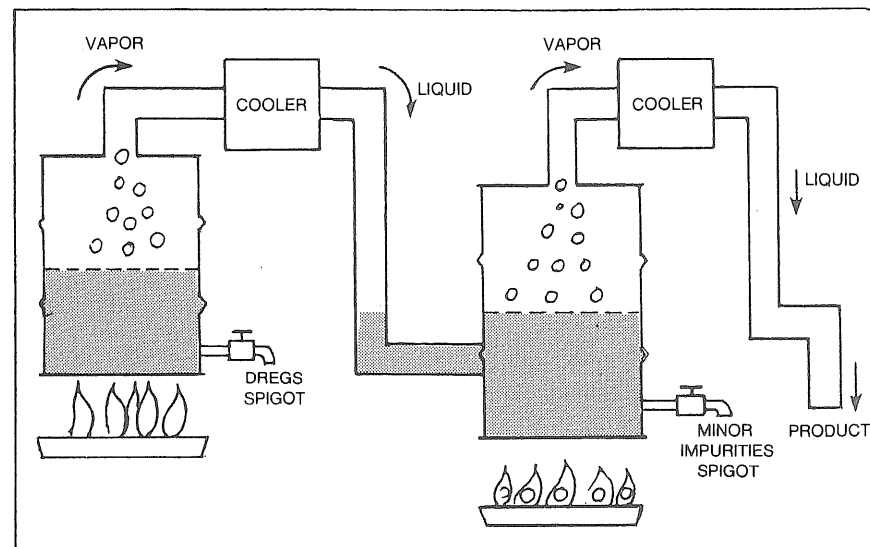 VAPOR
COOLER
LIQUID
DREGS
SPIGOT
VAPOR
COOLER
LIQUID
MINOR
IMPURITIES
SPIGOT
PRODUCT